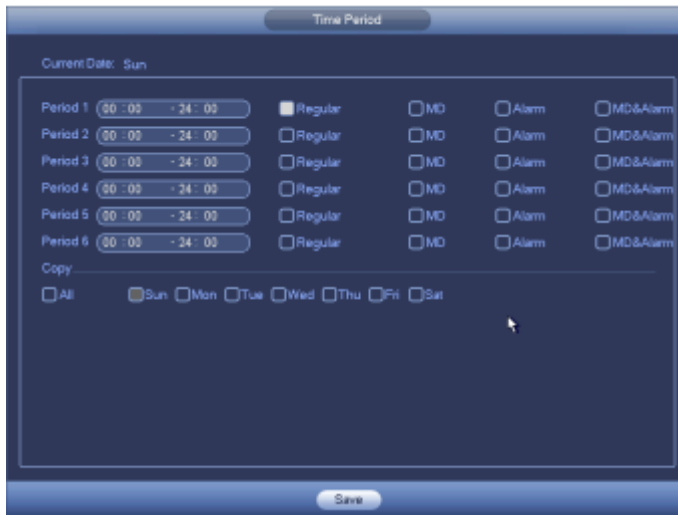 Time Period
Current Date: Sun
Period 1 00 : 00 - 24 : 00 Regular MD Alarm MD&Alarm
Period 2 00 : 00 - 24 : 00 Regular MD Alarm MD&Alarm
Period 3 00 : 00 - 24 : 00 Regular MD Alarm MD&Alarm
Period 4 00 : 00 - 24 : 00 Regular MD Alarm MD&Alarm
Period 5 00 : 00 - 24 : 00 Regular MD Alarm MD&Alarm
Period 6 00 : 00 - 24 : 00 Regular MD Alarm MD&Alarm
Copy
All Sun Mon Tue Wed Thu Fri Sat
Save